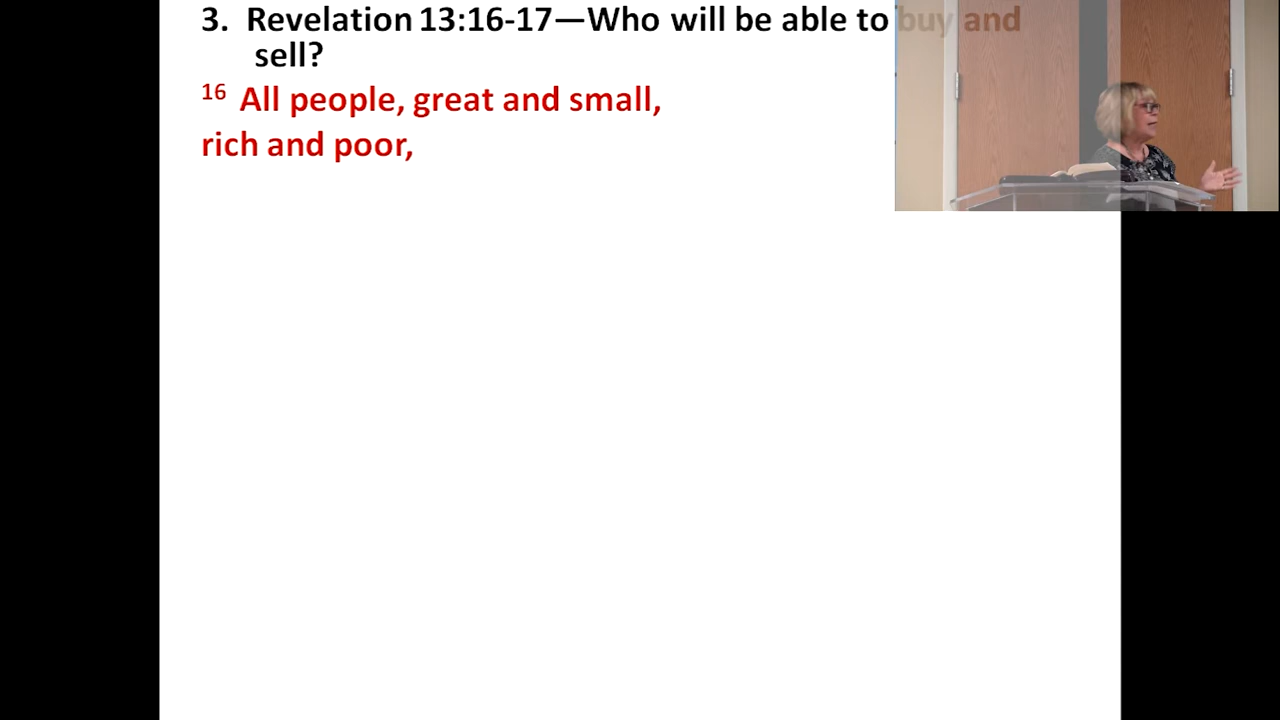 3. Revelation 13:16-17—Who will be able to buy and
sell?
16 All people, great and small,
rich and poor,